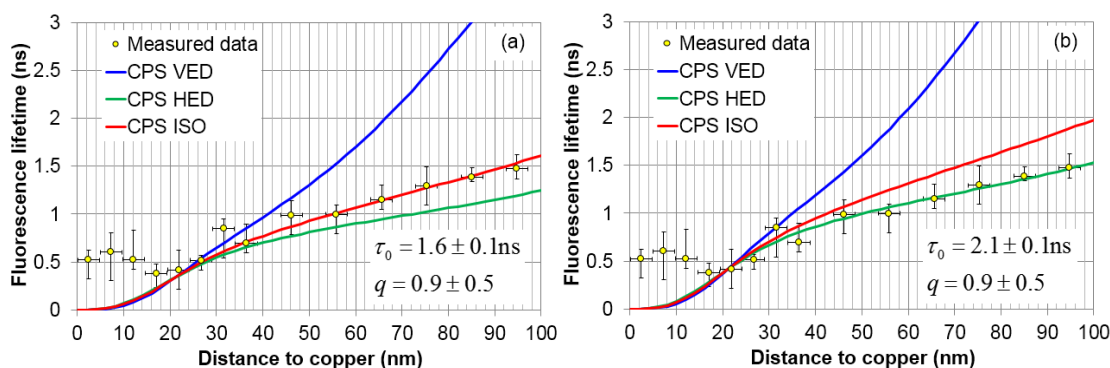 3
2.5
2
1.5
1
0.5
0
Fluorescence lifetime (ns)
Measured data
CPS VED
CPS HED
CPS ISO
(a)
τ0 = 1.6 ± 0.1ns
q = 0.9 ± 0.5
0 10 20 30 40 50 60 70 80 90 100
Distance to copper (nm)
3
2.5
2
1.5
1
0.5
0
Fluorescence lifetime (ns)
Measured data
CPS VED
CPS HED
CPS ISO
(b)
τ0 = 2.1 ± 0.1ns
q = 0.9 ± 0.5
0 10 20 30 40 50 60 70 80 90 100
Distance to copper (nm)